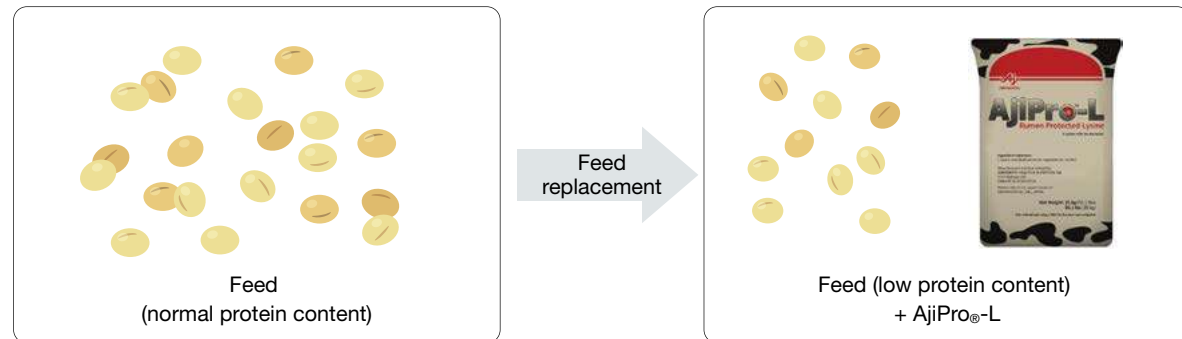 Feed
(normal protein content)
Feed
replacement
AjiPro®-L
Rumen Protected Lysine
Feed (low protein content)
+ AjiPro®-L